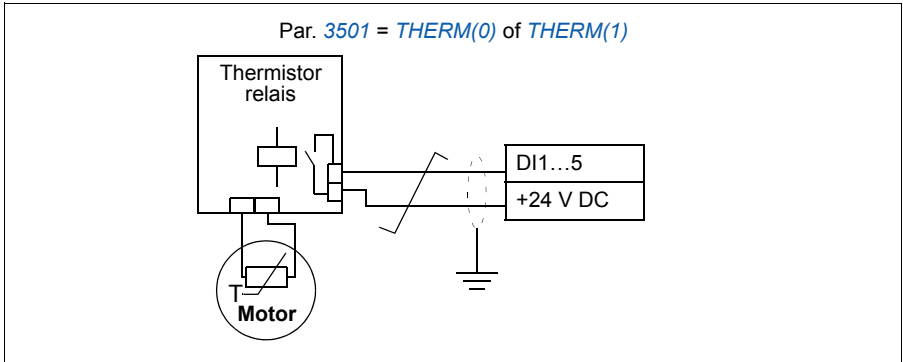 Par. 3501 = THERM(0) of THERM(1)
Thermistor
relais
DI1…5
+24 V DC
T
Motor